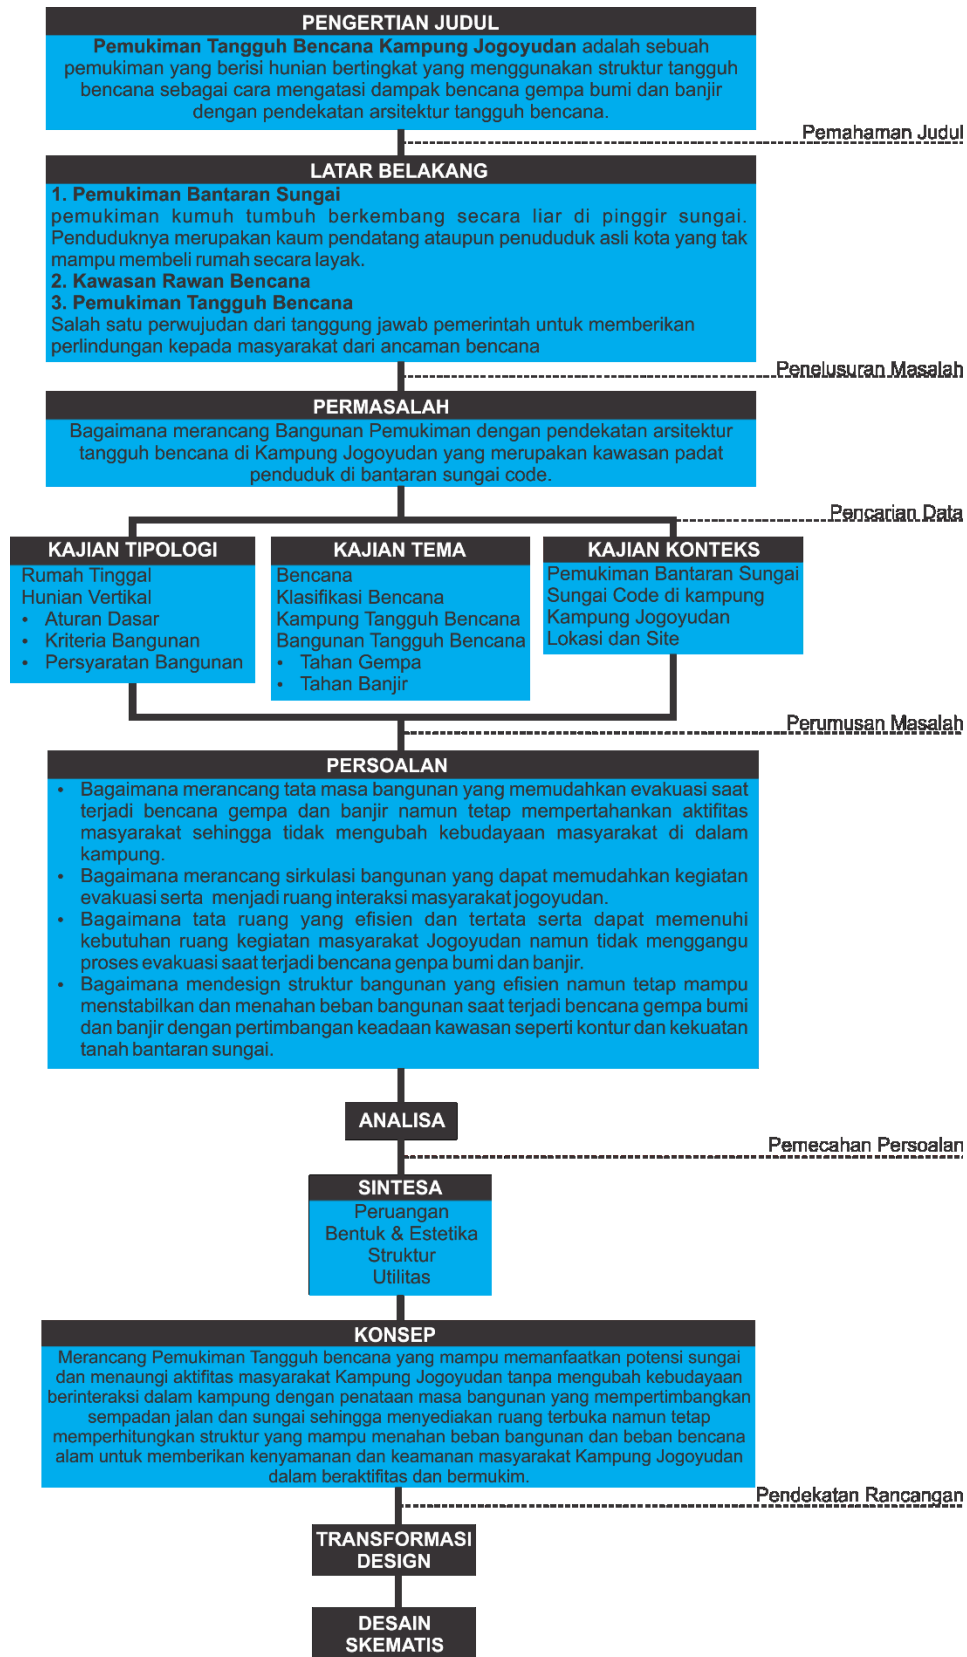 PENGERTIAN JUDUL
Pemukiman Tangguh Bencana Kampung Jogoyudan adalah sebuah
pemukiman yang berisi hunian bertingkat yang menggunakan struktur tangguh
bencana sebagai cara mengatasi dampak bencana gempa bumi dan banjir
dengan pendekatan arsitektur tangguh bencana.
Pemahaman Judul
LATAR BELAKANG
1. Pemukiman Bantaran Sungai
pemukiman kumuh tumbuh berkembang secara liar di pinggir sungai.
Penduduknya merupakan kaum pendatang ataupun penududuk asli kota yang tak
mampu membeli rumah secara layak.
2. Kawasan Rawan Bencana
3. Pemukiman Tangguh Bencana
Salah satu perwujudan dari tanggung jawab pemerintah untuk memberikan
perlindungan kepada masyarakat dari ancaman bencana
Penelusuran Masalah
PERMASALAH
Bagaimana merancang Bangunan Pemukiman dengan pendekatan arsitektur
tangguh bencana di Kampung Jogoyudan yang merupakan kawasan padat
penduduk di bantaran sungai code.
Pencarian Data
KAJIAN TIPOLOGI
Rumah Tinggal
Hunian Vertikal
• Aturan Dasar
• Kriteria Bangunan
• Persyaratan Bangunan
KAJIAN TEMA
Bencana
Klasifikasi Bencana
Kampung Tangguh Bencana
Bangunan Tangguh Bencana
• Tahan Gempa
• Tahan Banjir
KAJIAN KONTEKS
Pemukiman Bantaran Sungai
Sungai Code di kampung
Kampung Jogoyudan
Lokasi dan Site
Perumusan Masalah
PERSOALAN
• Bagaimana merancang tata masa bangunan yang memudahkan evakuasi saat
terjadi bencana gempa dan banjir namun tetap mempertahankan aktifitas
masyarakat sehingga tidak mengubah kebudayaan masyarakat di dalam
kampung.
• Bagaimana merancang sirkulasi bangunan yang dapat memudahkan kegiatan
evakuasi serta menjadi ruang interaksi masyarakat jogoyudan.
• Bagaimana tata ruang yang efisien dan tertata serta dapat memenuhi
kebutuhan ruang kegiatan masyarakat Jogoyudan namun tidak menggangu
proses evakuasi saat terjadi bencana genpa bumi dan banjir.
• Bagaimana mendesign struktur bangunan yang efisien namun tetap mampu
menstabilkan dan menahan beban bangunan saat terjadi bencana gempa bumi
dan banjir dengan pertimbangan keadaan kawasan seperti kontur dan kekuatan
tanah bantaran sungai.
ANALISA
Pemecahan Persoalan
SINTESA
Peruangan
Bentuk & Estetika
Struktur
Utilitas
KONSEP
Merancang Pemukiman Tangguh bencana yang mampu memanfaatkan potensi sungai
dan menaungi aktifitas masyarakat Kampung Jogoyudan tanpa mengubah kebudayaan
berinteraksi dalam kampung dengan penataan masa bangunan yang mempertimbangkan
sempadan jalan dan sungai sehingga menyediakan ruang terbuka namun tetap
memperhitungkan struktur yang mampu menahan beban bangunan dan beban bencana
alam untuk memberikan kenyamanan dan keamanan masyarakat Kampung Jogoyudan
dalam beraktifitas dan bermukim.
Pendekatan Rancangan
TRANSFORMASI
DESIGN
DESAIN
SKEMATIS